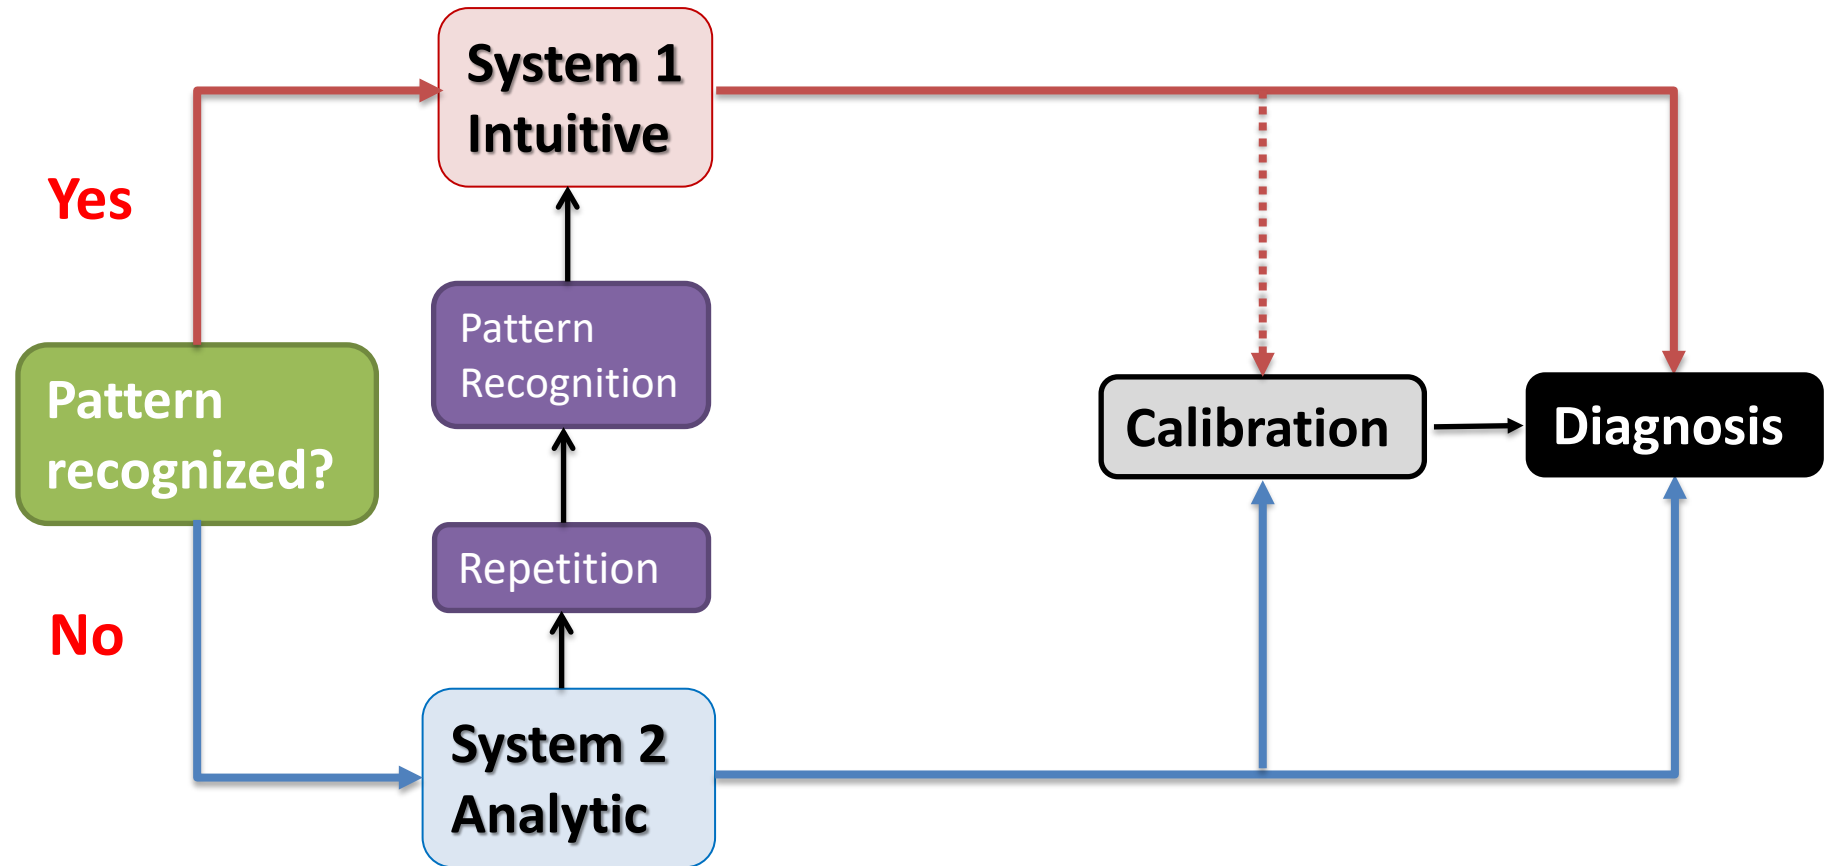 System 1
Intuitive
Yes
Pattern
Recognition
Pattern
recognized?
Calibration
Diagnosis
Repetition
No
System 2
Analytic